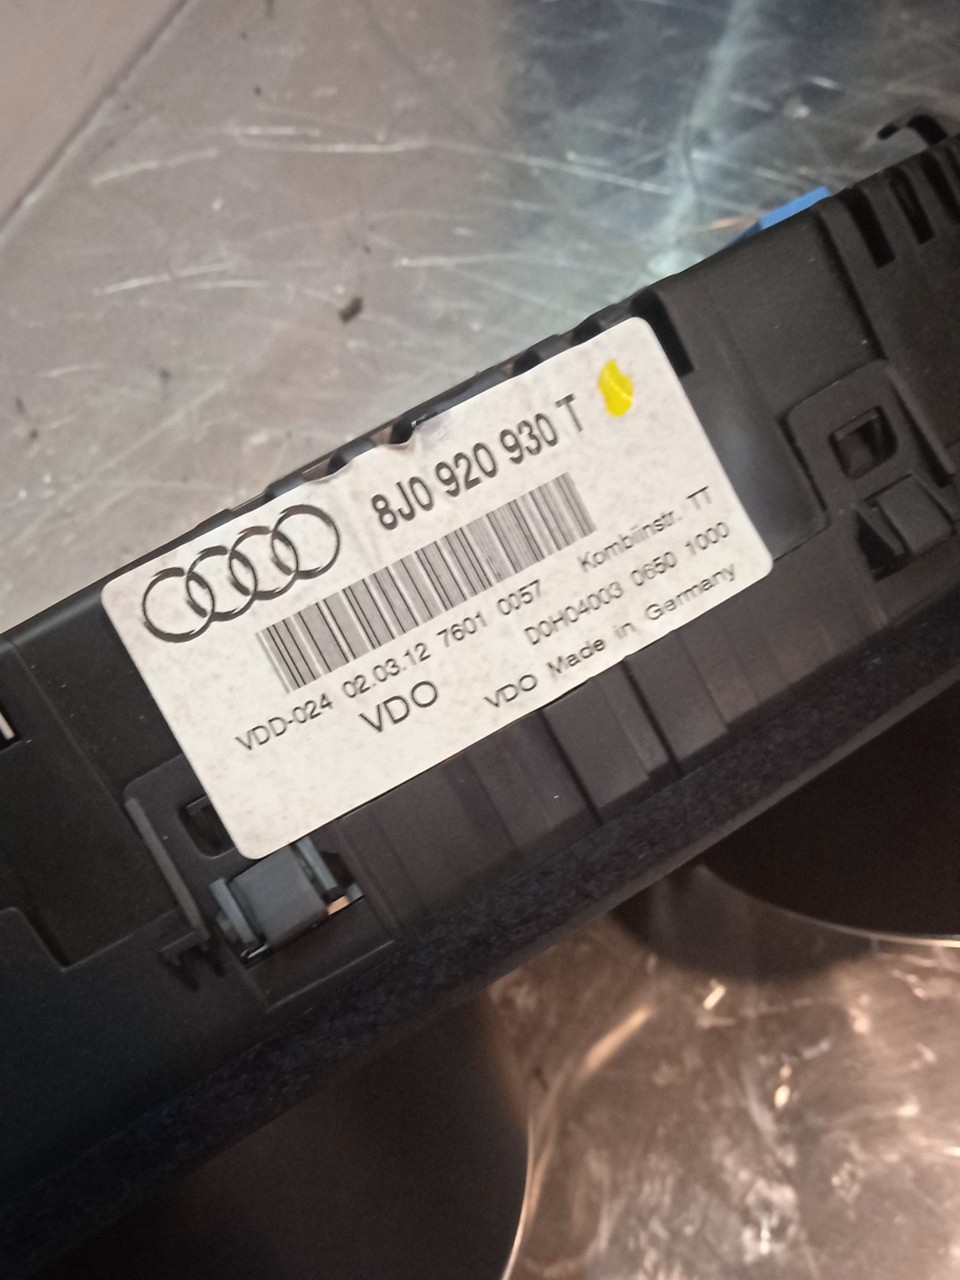 8J0 920 930 T
VDD-024 02.03.12 7601 0057 Kombiinstr. TT
VDO D0H04003 0650 1000
VDO Made in Germany